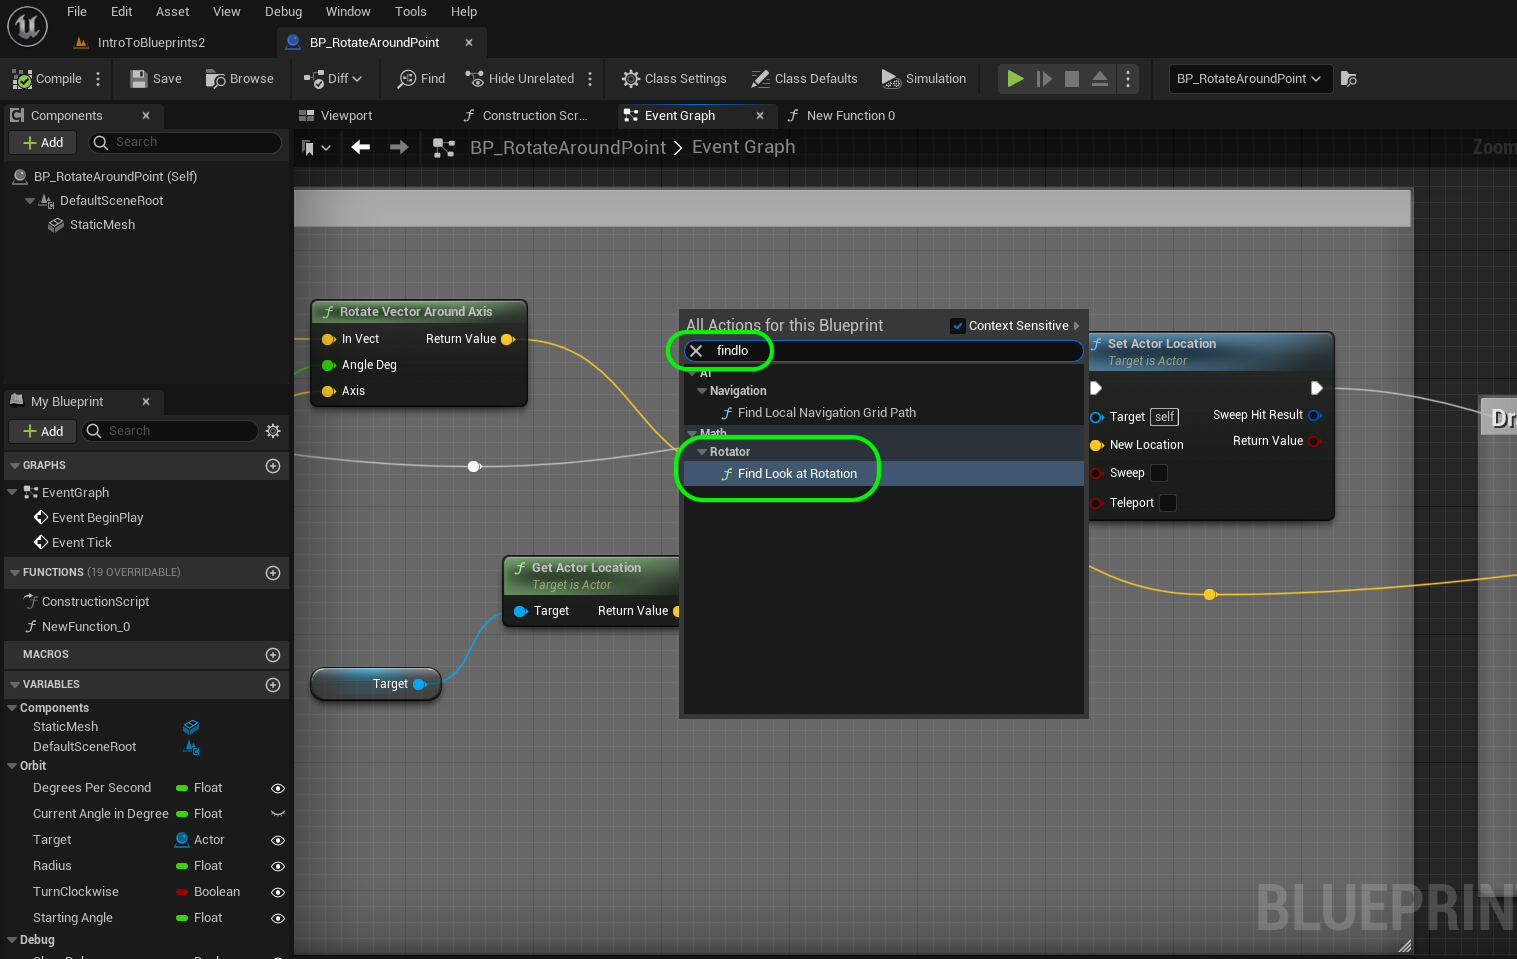 File Edit Asset View Debug Window Tools Help
IntroToBlueprints2
BP_RotateAroundPoint
Compile Save Browse Diff Find Hide Unrelated Class Settings Class Defaults Simulation BP_RotateAroundPoint
Components
Add Search
BP_RotateAroundPoint (Self)
DefaultSceneRoot
StaticMesh
My Blueprint
Add Search
GRAPHS
EventGraph
Event BeginPlay
Event Tick
FUNCTIONS (19 OVERRIDABLE)
ConstructionScript
NewFunction_0
MACROS
VARIABLES
Components
StaticMesh
DefaultSceneRoot
Orbit
Degrees Per Second Float
Current Angle in Degree Float
Target Actor
Radius Float
TurnClockwise Boolean
Starting Angle Float
Debug
Viewport Construction Scr... Event Graph New Function 0
BP_RotateAroundPoint > Event Graph
Zoom
Rotate Vector Around Axis
In Vect Return Value
Angle Deg
Axis
Get Actor Location
Target is Actor
Target Return Value
Target
All Actions for this Blueprint Context Sensitive
findlo
AI
Navigation
Find Local Navigation Grid Path
Math
Rotator
Find Look at Rotation
Set Actor Location
Target is Actor
Target self Sweep Hit Result
New Location Return Value
Sweep
Teleport
Dr
BLUEPRIN